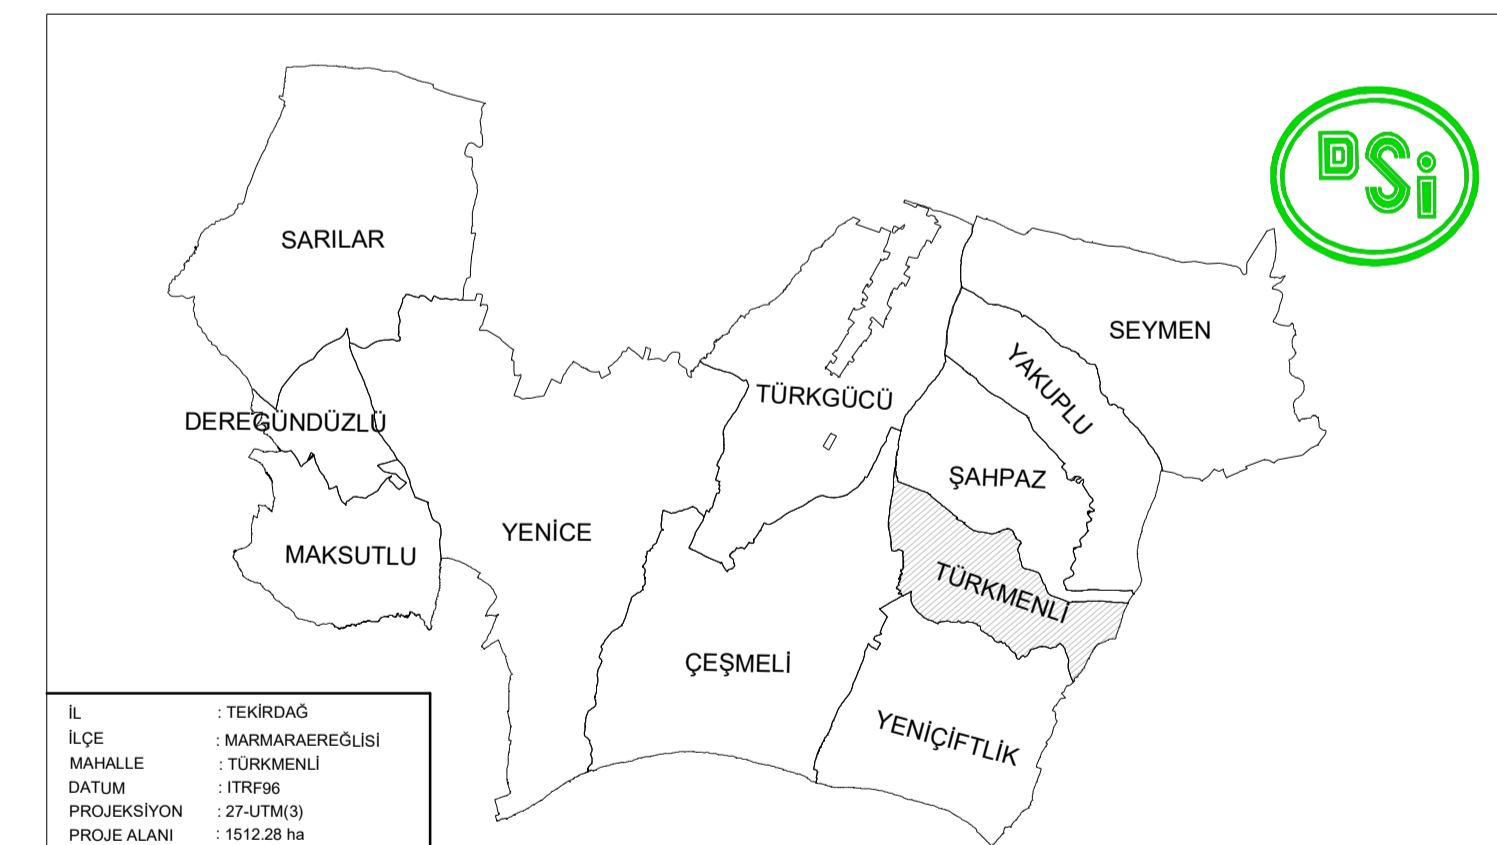 DSi
SARILAR
SEYMEN
YAKUPLU
TÜRKGÜCÜ
DEREGÜNDÜZLÜ
ŞAHPAZ
YENİCE
MAKSUTLU
TÜRKMENLİ
ÇEŞMELİ
YENİÇİFTLİK
İL : TEKİRDAĞ
İLÇE : MARMARAEREĞLİSİ
MAHALLE : TÜRKMENLİ
DATUM : ITRF96
PROJEKSİYON : 27-UTM(3)
PROJE ALANI : 1512.28 ha